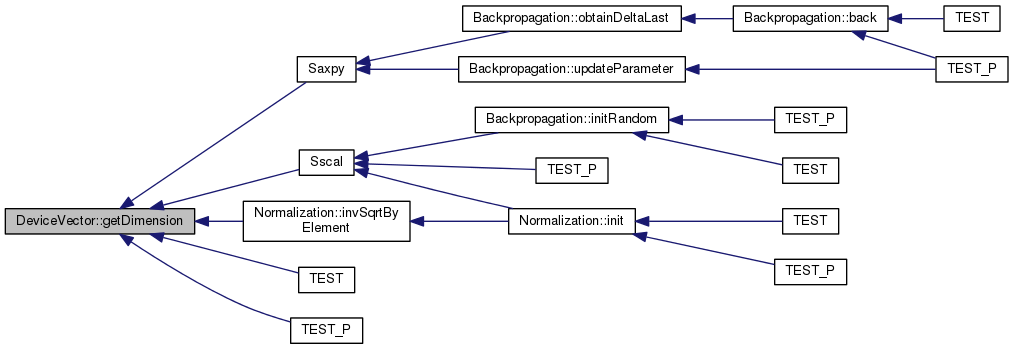 Backpropagation::obtainDeltaLast
Backpropagation::back
TEST
Saxpy
Backpropagation::updateParameter
TEST_P
Backpropagation::initRandom
TEST_P
Sscal
TEST_P
TEST
DeviceVector::getDimension
Normalization::invSqrtBy
Element
Normalization::init
TEST
TEST
TEST_P
TEST_P